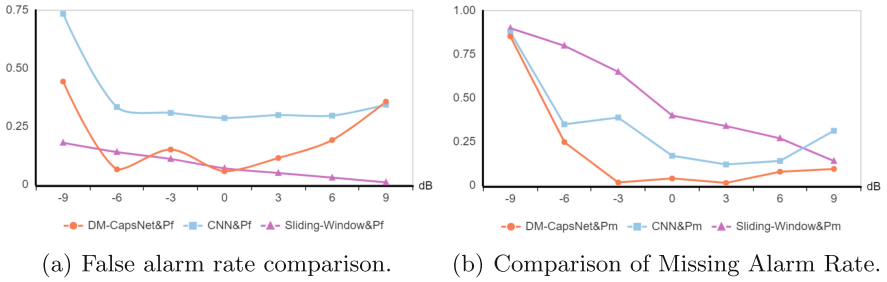 0.75
0.50
0.25
0
-9 -6 -3 0 3 6 9 dB
DM-CapsNet&Pf CNN&Pf Sliding-Window&Pf
(a) False alarm rate comparison.
1.00
0.75
0.50
0.25
0
-9 -6 -3 0 3 6 9 dB
DM-CapsNet&Pm CNN&Pm Sliding-Window&Pm
(b) Comparison of Missing Alarm Rate.